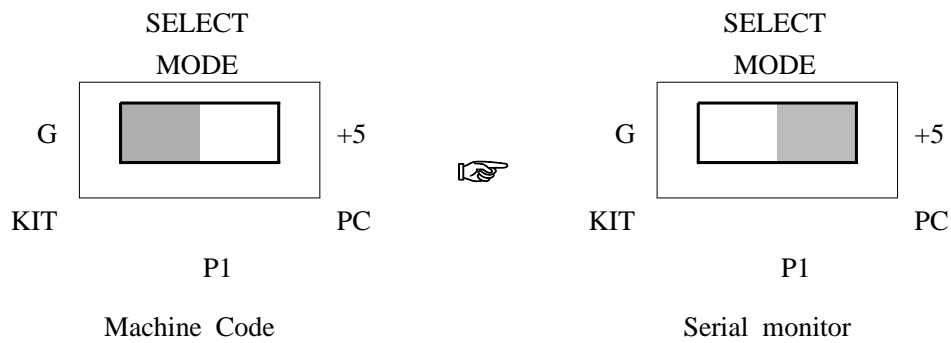 SELECT
MODE
G
+5
KIT
PC
P1
Machine Code
SELECT
MODE
G
+5
KIT
PC
P1
Serial monitor